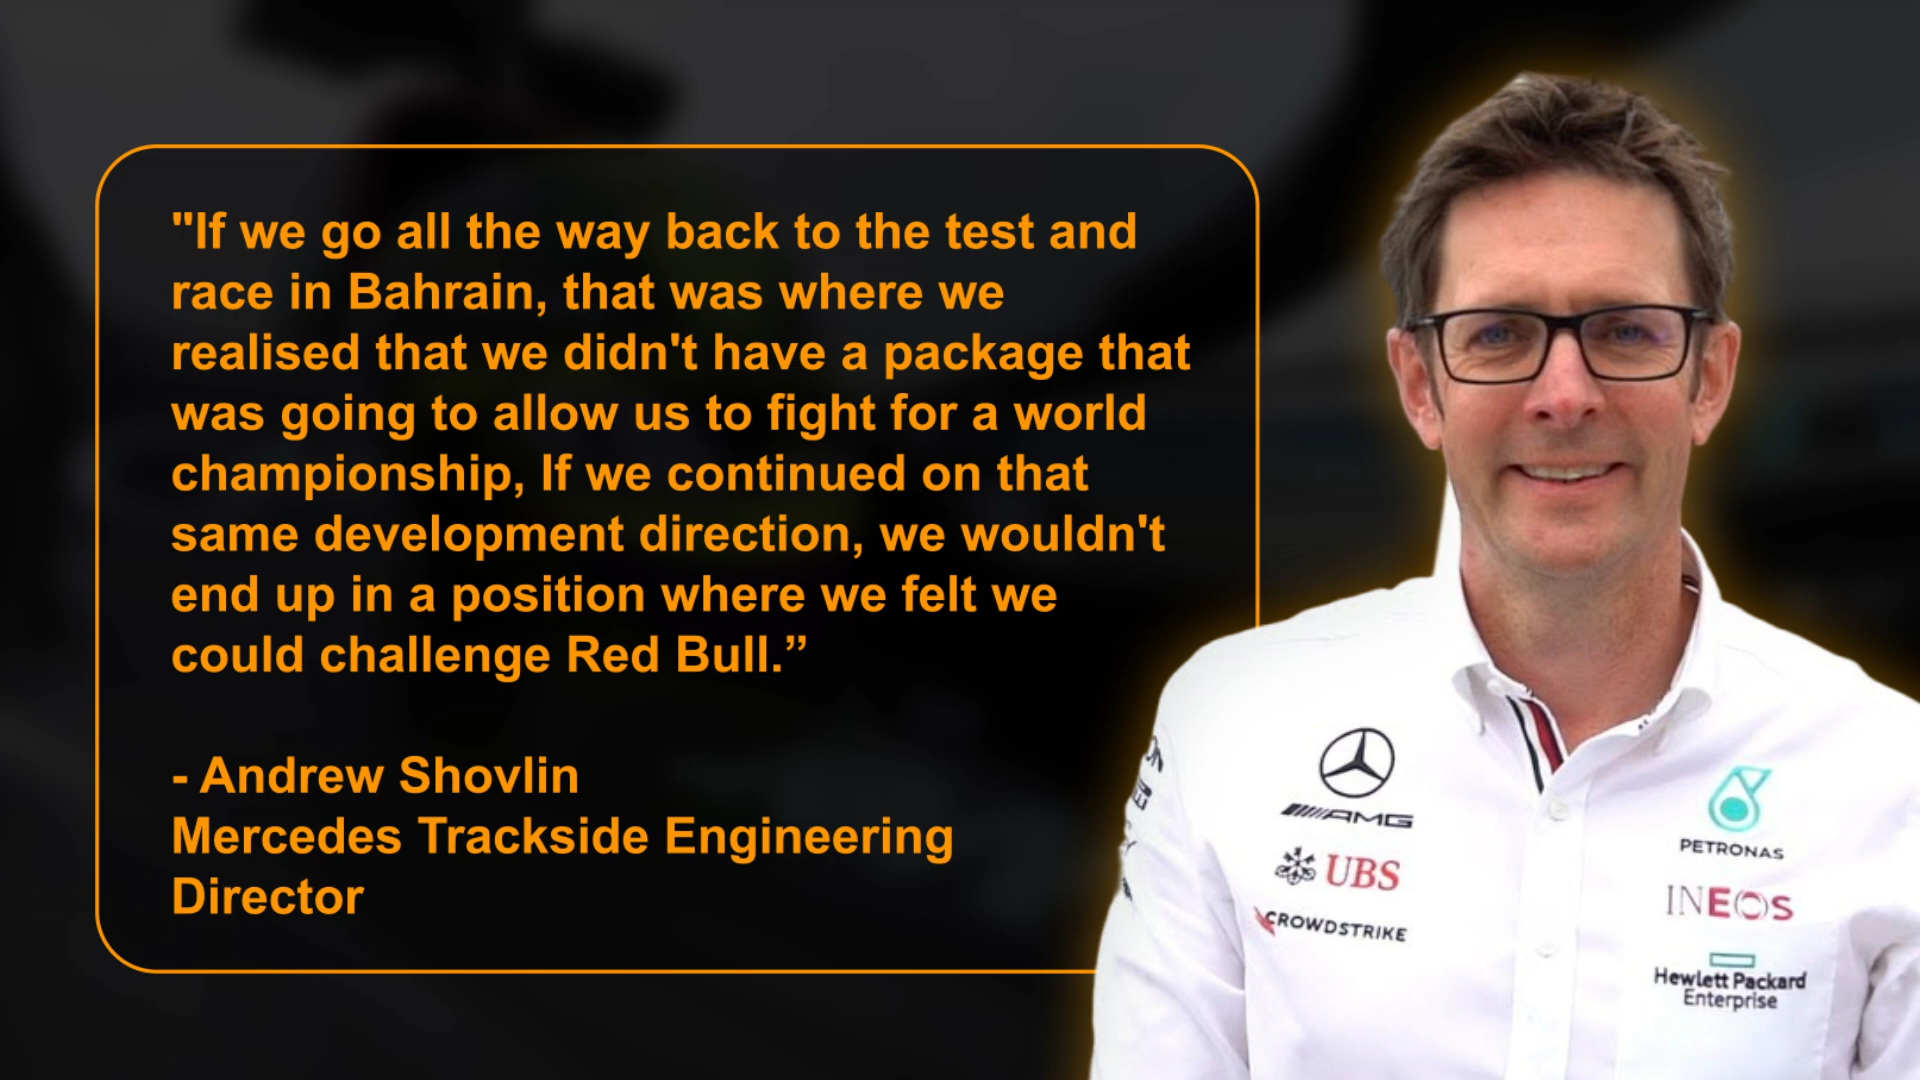 "If we go all the way back to the test and
race in Bahrain, that was where we
realised that we didn't have a package that
was going to allow us to fight for a world
championship, If we continued on that
same development direction, we wouldn't
end up in a position where we felt we
could challenge Red Bull.”
- Andrew Shovlin
Mercedes Trackside Engineering
Director
AMG
UBS
CROWDSTRIKE
PETRONAS
INEOS
Hewlett Packard
Enterprise